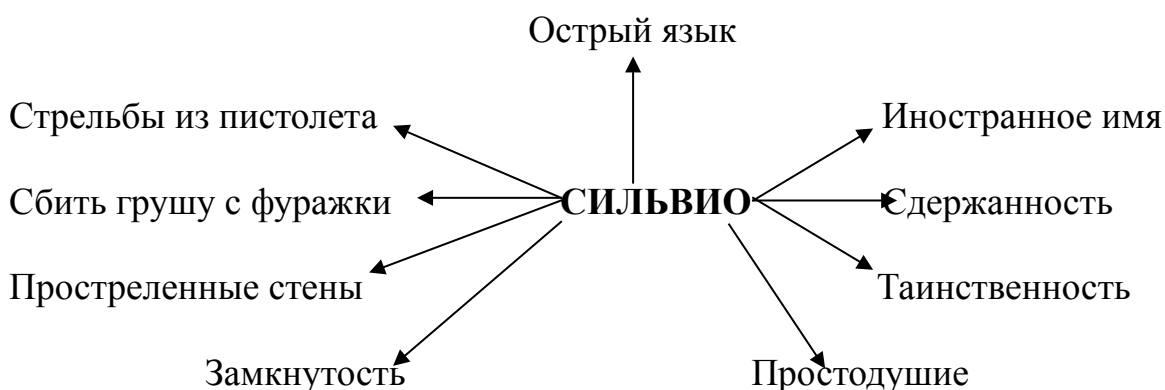 Острый язык
Стрельбы из пистолета Иностранное имя
Сбить грушу с фуражки СИЛЬВИО Сдержанность
Простреленные стены Таинственность
Замкнутость Простодушие